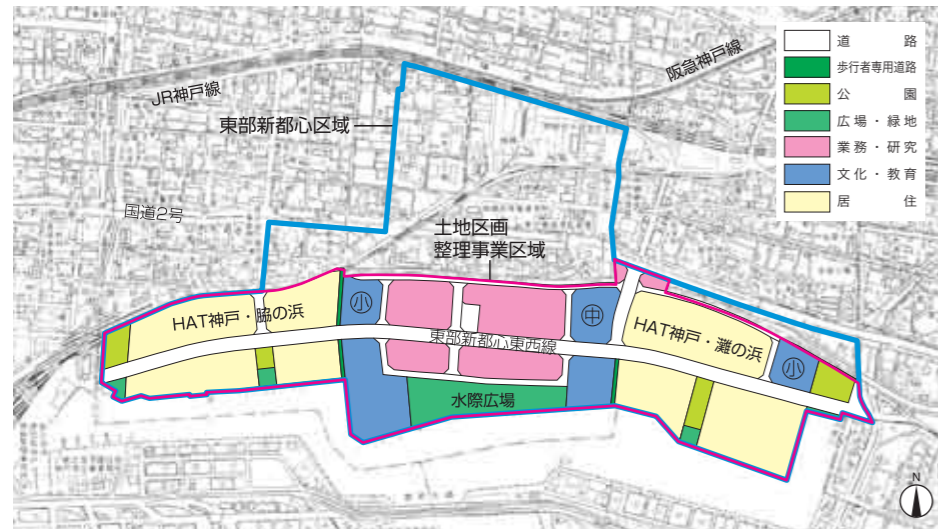 道路
歩行者専用道路
公園
広場・緑地
業務・研究
文化・教育
居住
阪急神戸線
JR神戸線
東部新都心区域
国道2号
土地区画
整理事業区域
小
中
HAT神戸・脇の浜
東部新都心東西線
HAT神戸・灘の浜
小
水際広場
N